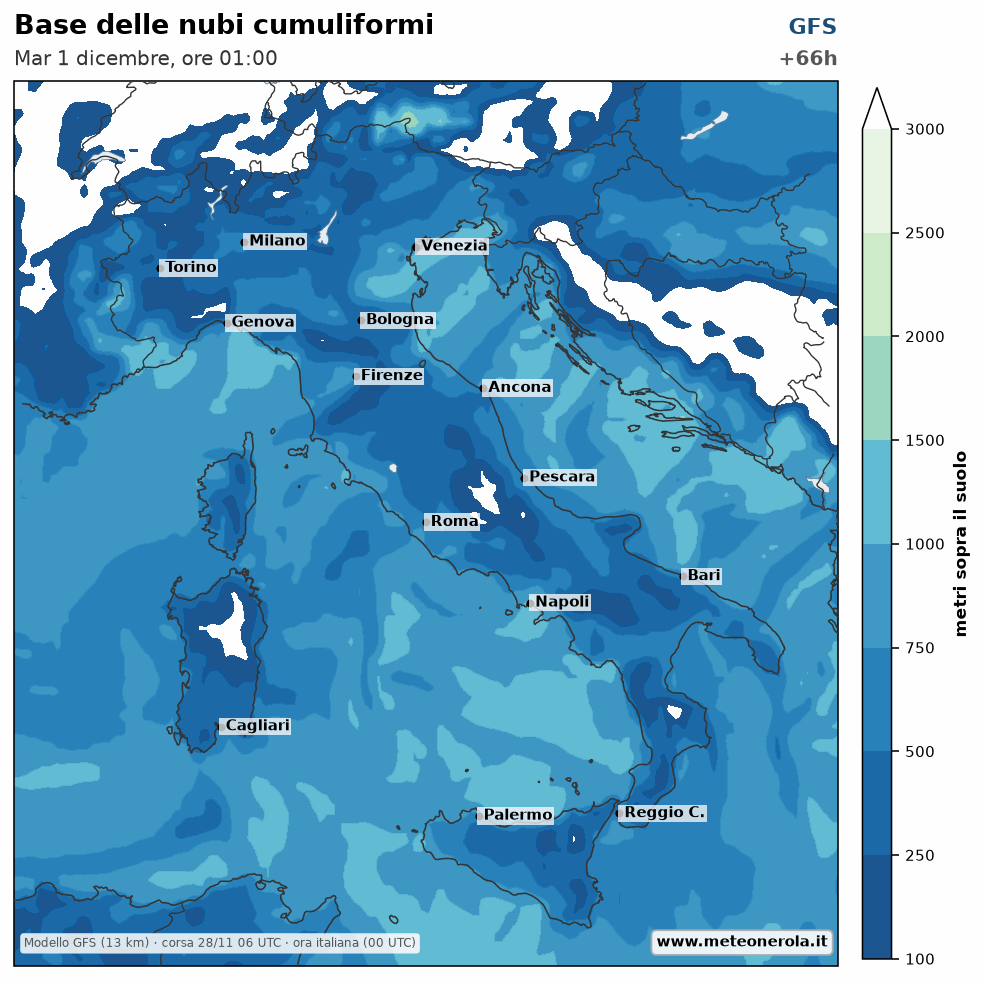 Base delle nubi cumuliformi
GFS
Mar 1 dicembre, ore 01:00
+66h
3000
2500
2000
1500
1000
750
500
250
100
metri sopra il suolo
Milano
Venezia
Torino
Genova
Bologna
Firenze
Ancona
Pescara
Roma
Bari
Napoli
Cagliari
Palermo
Reggio C.
Modello GFS (13 km) · corsa 28/11 06 UTC · ora italiana (00 UTC)
www.meteonerola.it